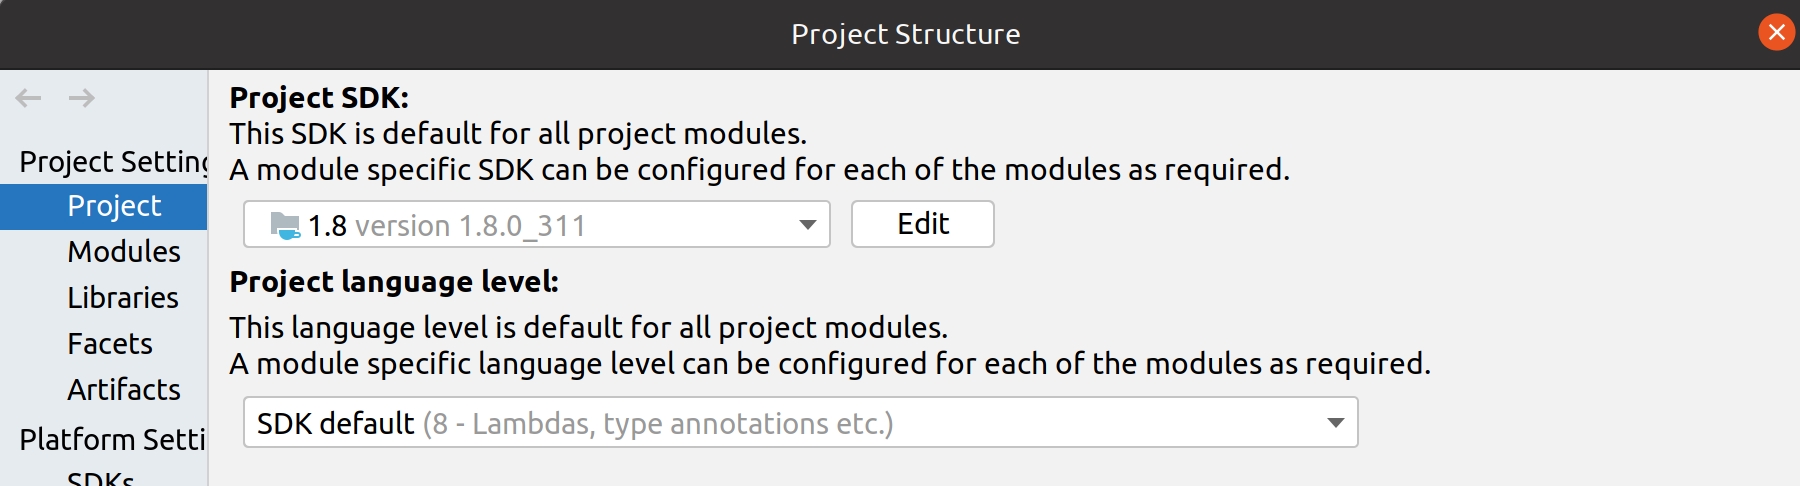 Project Structure
Project Setting
Project
Modules
Libraries
Facets
Artifacts
Platform Setti
SDKs
Project SDK:
This SDK is default for all project modules.
A module specific SDK can be configured for each of the modules as required.
1.8 version 1.8.0_311
Edit
Project language level:
This language level is default for all project modules.
A module specific language level can be configured for each of the modules as required.
SDK default (8 - Lambdas, type annotations etc.)